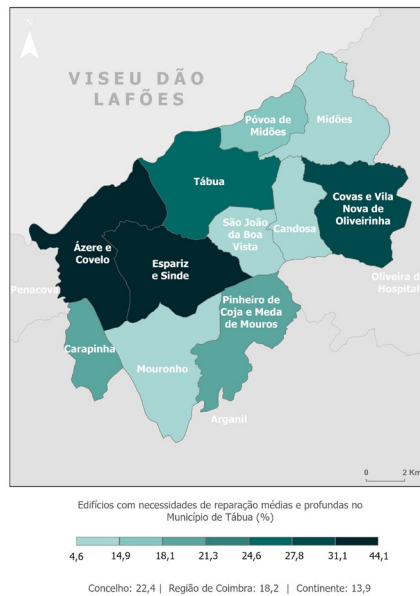 N
VISEU DÃO
LAFÕES
Póvoa de
Midões
Midões
Tábua
Covas e Vila
Nova de
Oliveirinha
São João
da Boa
Vista
Candosa
Ázere e
Covelo
Espariz
e Sinde
Oliveira d
Hospital
Penacova
Pinheiro de
Coja e Meda
de Mouros
Carapinha
Mouronho
Arganil
0 2 Km
Edifícios com necessidades de reparação médias e profundas no
Município de Tábua (%)
4,6 14,9 18,1 21,3 24,6 27,8 31,1 44,1
Concelho: 22,4 | Região de Coimbra: 18,2 | Continente: 13,9